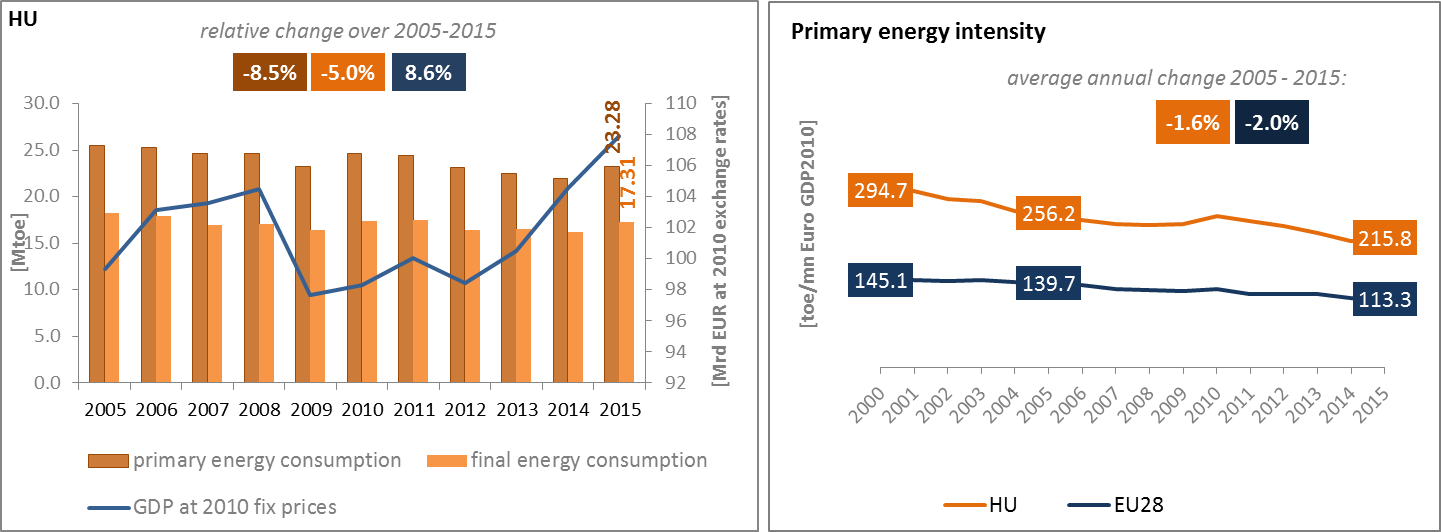 HU
relative change over 2005-2015
-8.5% -5.0% 8.6%
30.0
25.0
20.0
15.0
10.0
5.0
0.0
[Mtoe]
110
108
106
104
102
100
98
96
94
92
[Mrd EUR at 2010 exchange rates]
23.28
17.31
2005 2006 2007 2008 2009 2010 2011 2012 2013 2014 2015
primary energy consumption final energy consumption
GDP at 2010 fix prices
Primary energy intensity
average annual change 2005 - 2015:
-1.6% -2.0%
[toe/mn Euro GDP2010]
294.7 256.2 215.8
145.1 139.7 113.3
2000 2001 2002 2003 2004 2005 2006 2007 2008 2009 2010 2011 2012 2013 2014 2015
HU EU28